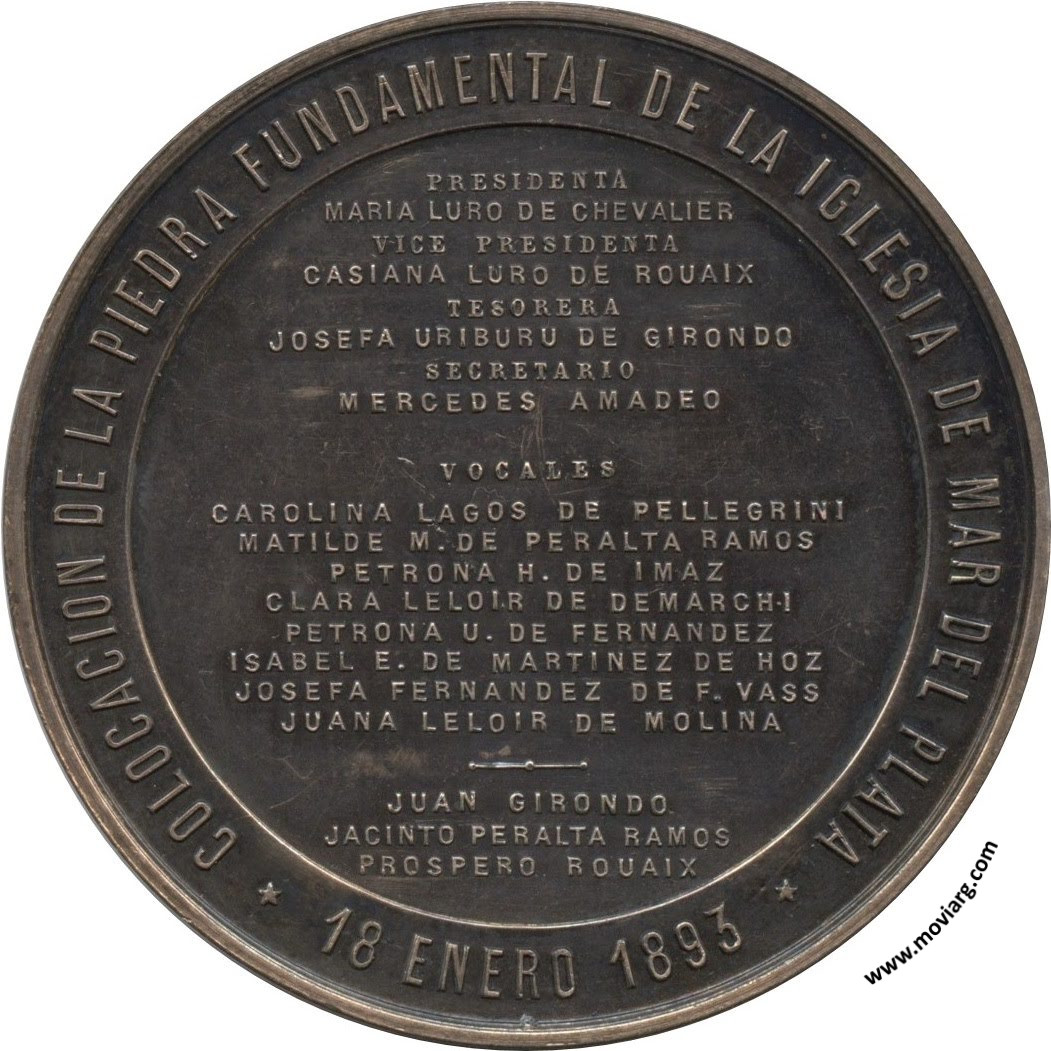 COLOCACION DE LA PIEDRA FUNDAMENTAL DE LA IGLESIA DE MAR DEL PLATA
PRESIDENTA
MARIA LURO DE CHEVALIER
VICE PRESIDENTA
CASIANA LURO DE ROUAIX
TESORERA
JOSEFA URIBURU DE GIRONDO
SECRETARIO
MERCEDES AMADEO
VOCALES
CAROLINA LAGOS DE PELLEGRINI
MATILDE M. DE PERALTA RAMOS
PETRONA H. DE IMAZ
CLARA LELOIR DE DEMARCHI
PETRONA U. DE FERNANDEZ
ISABEL E. DE MARTINEZ DE HOZ
JOSEFA FERNANDEZ DE F. VASS
JUANA LELOIR DE MOLINA
JUAN GIRONDO
JACINTO PERALTA RAMOS
PROSPERO ROUAIX
18 ENERO 1893
www.moviarg.com